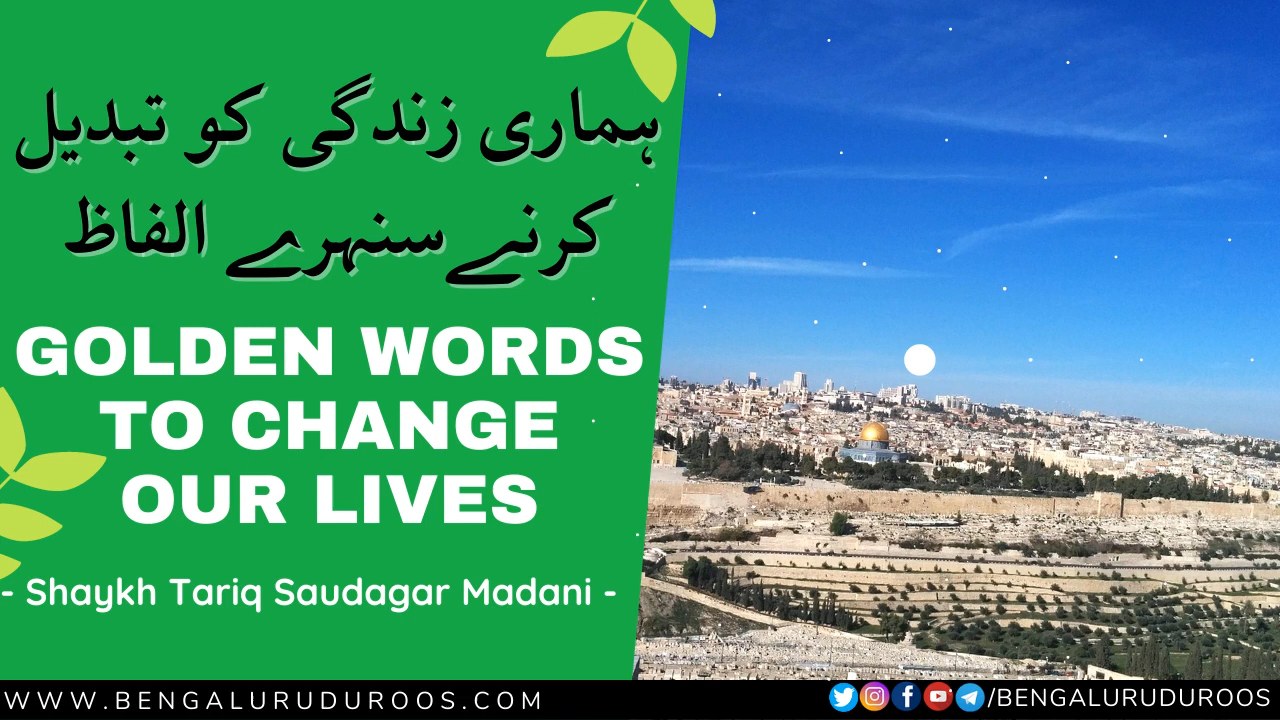 ہماری زندگی کو تبدیل
کرنے سنہرے الفاظ
GOLDEN WORDS
TO CHANGE
OUR LIVES
- Shaykh Tariq Saudagar Madani -
WWW.BENGALURUDUROOS.COM
/BENGALURUDUROOS